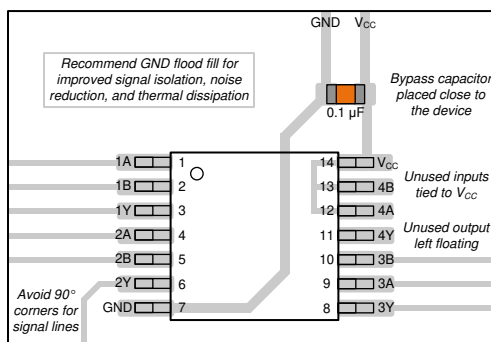 GND VCC
Recommend GND flood fill for
improved signal isolation, noise
reduction, and thermal dissipation
Bypass capacitor
placed close to
the device
0.1 µF
1A 1 14 VCC
1B 2 13 4B
1Y 3 12 4A
2A 4 11 4Y
2B 5 10 3B
2Y 6 9 3A
GND 7 8 3Y
Unused inputs
tied to VCC
Unused output
left floating
Avoid 90°
corners for
signal lines